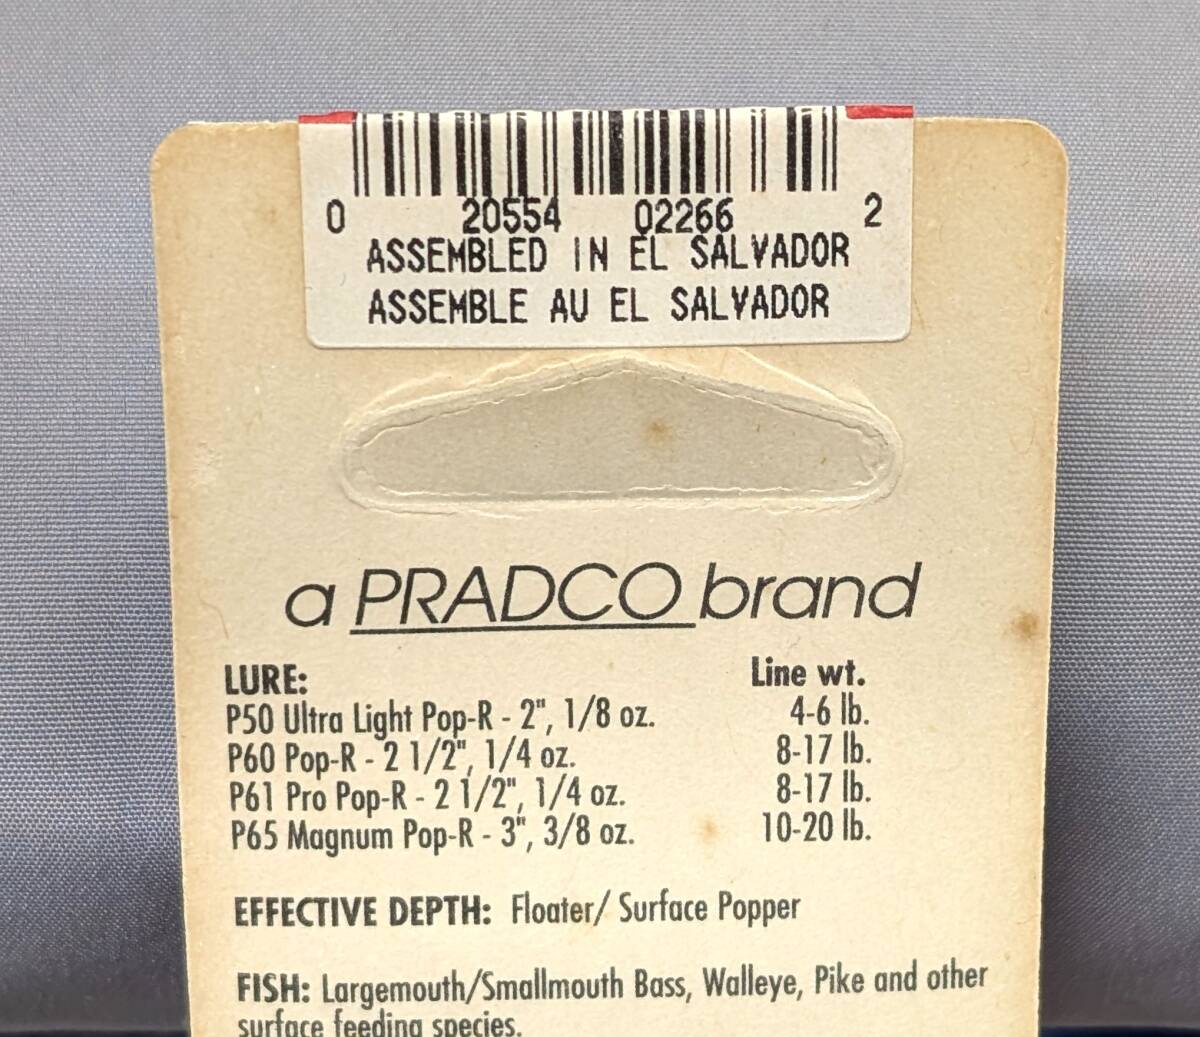 0 20554 02266 2
ASSEMBLED IN EL SALVADOR
ASSEMBLE AU EL SALVADOR
a PRADCO brand
LURE: Line wt.
P50 Ultra Light Pop-R - 2", 1/8 oz. 4-6 lb.
P60 Pop-R - 2 1/2", 1/4 oz. 8-17 lb.
P61 Pro Pop-R - 2 1/2", 1/4 oz. 8-17 lb.
P65 Magnum Pop-R - 3", 3/8 oz. 10-20 lb.
EFFECTIVE DEPTH: Floater/ Surface Popper
FISH: Largemouth/Smallmouth Bass, Walleye, Pike and other
surface feeding species.